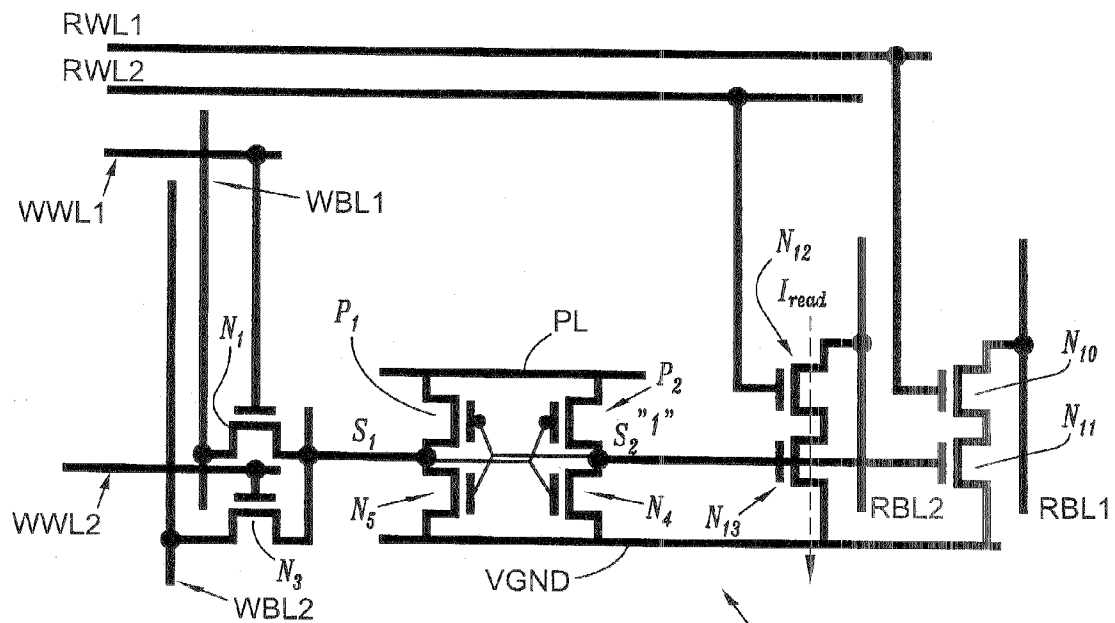 RWL1
RWL2
WWL1
WBL1
N12
Iread
P1
PL
N1
P2
N10
S1
S2
"1"
N11
WWL2
N5
N4
N13
RBL2
RBL1
N3
VGND
WBL2